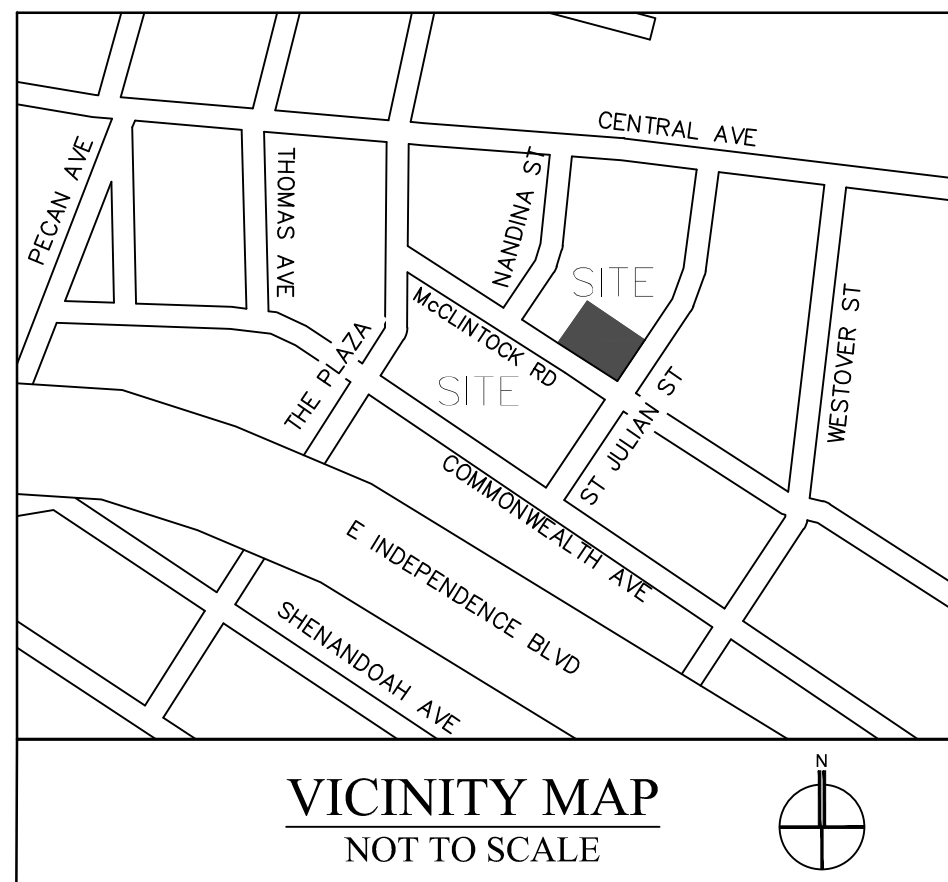 CENTRAL AVE
PECAN AVE
THOMAS AVE
NANDINA ST
SITE
McCLINTOCK RD
WESTOVER ST
THE PLAZA
SITE
ST JULIAN ST
COMMONWEALTH AVE
E INDEPENDENCE BLVD
SHENANDOAH AVE
VICINITY MAP
NOT TO SCALE
N